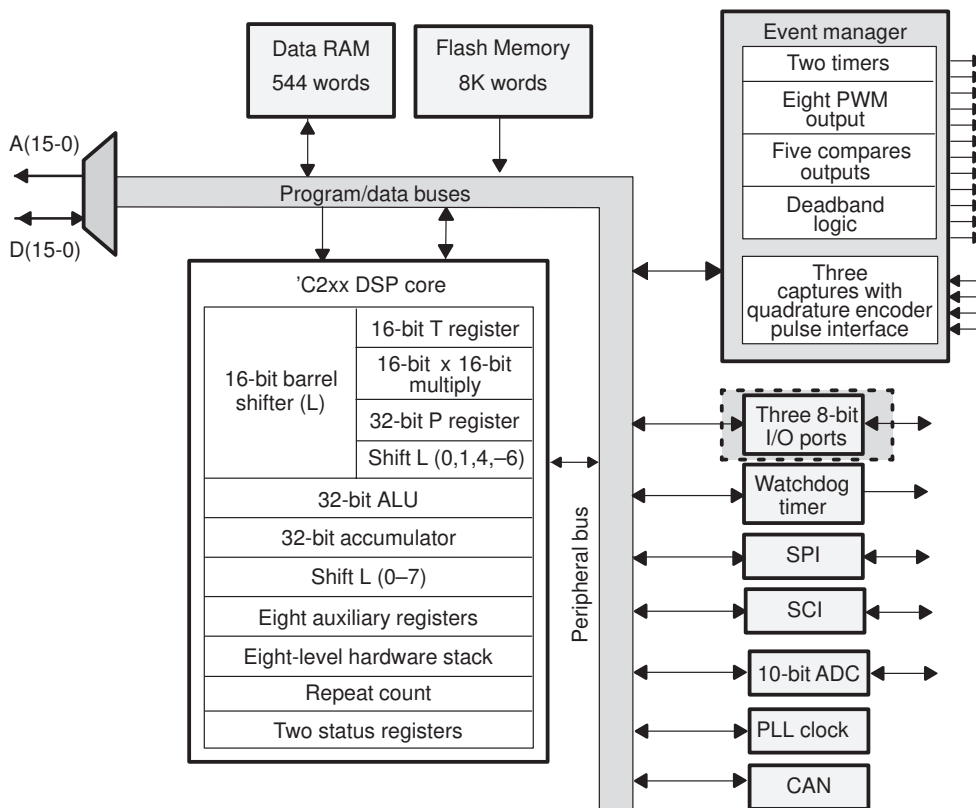 Data RAM
544 words
Flash Memory
8K words
Event manager
Two timers
Eight PWM
output
Five compares
outputs
Deadband
logic
Three
captures with
quadrature encoder
pulse interface
A(15-0)
D(15-0)
Program/data buses
’C2xx DSP core
16-bit barrel
shifter (L)
16-bit T register
16-bit x 16-bit
multiply
32-bit P register
Shift L (0,1,4,–6)
32-bit ALU
32-bit accumulator
Shift L (0–7)
Eight auxiliary registers
Eight-level hardware stack
Repeat count
Two status registers
Peripheral bus
Three 8-bit
I/O ports
Watchdog
timer
SPI
SCI
10-bit ADC
PLL clock
CAN